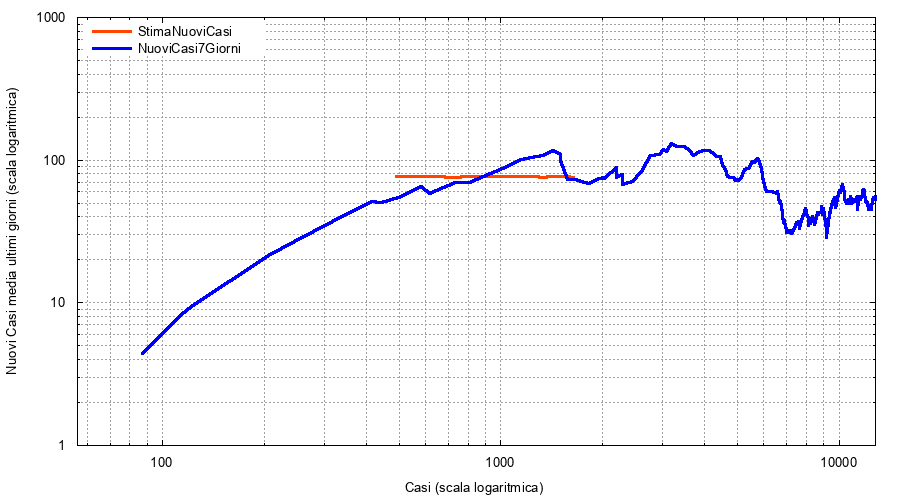 1000
100
10
1
StimaNuoviCasi
NuoviCasi7Giorni
Nuovi Casi media ultimi giorni (scala logaritmica)
100
1000
10000
Casi (scala logaritmica)